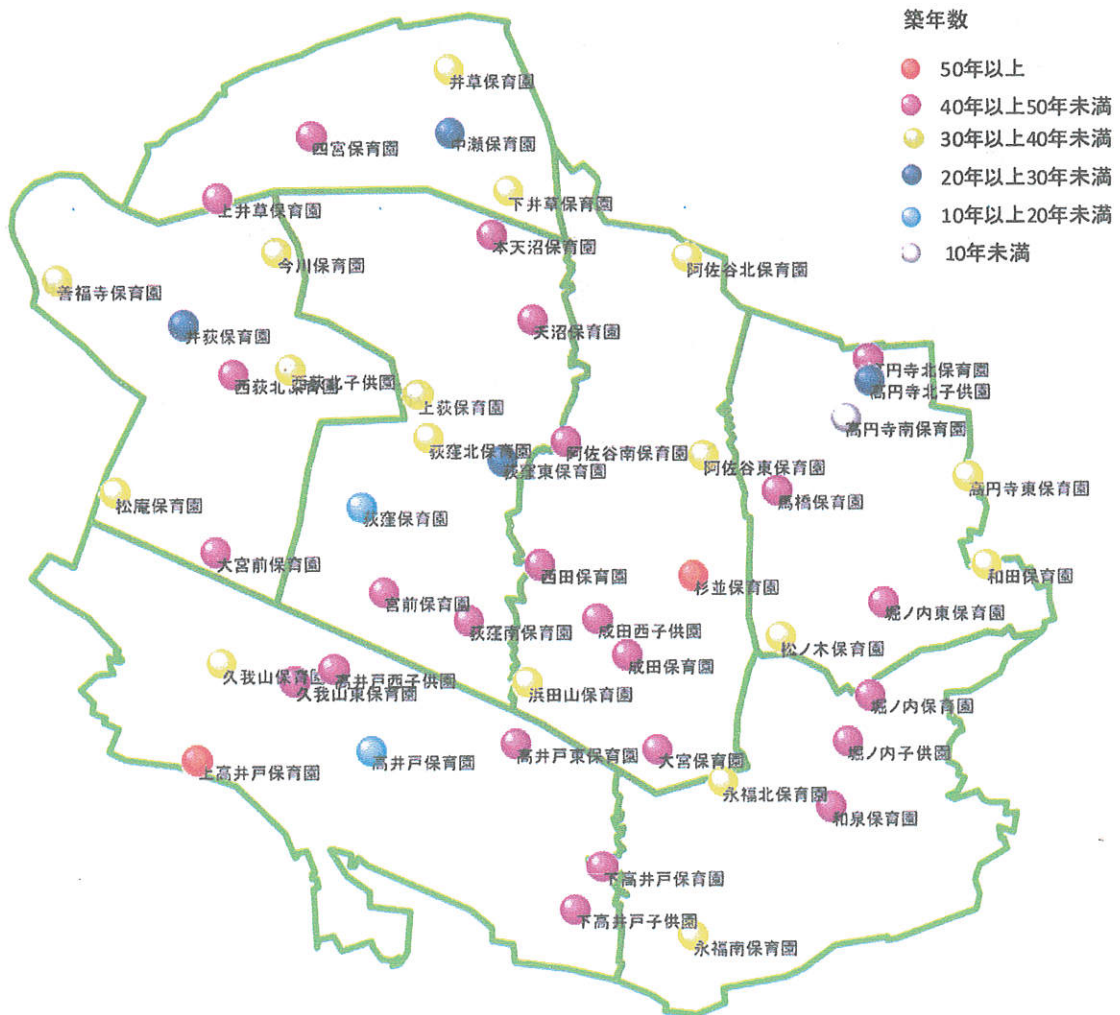 築年数
50年以上
40年以上50年未満
30年以上40年未満
20年以上30年未満
10年以上20年未満
10年未満
井草保育園
四宮保育園
中瀬保育園
上井草保育園
下井草保育園
本天沼保育園
今川保育園
阿佐谷北保育園
善福寺保育園
井荻保育園
天沼保育園
高円寺北保育園
西荻北保育園
西荻北子供園
高円寺北子供園
上荻保育園
高円寺南保育園
荻窪北保育園
阿佐谷南保育園
荻窪東保育園
阿佐谷東保育園
高円寺東保育園
松庵保育園
馬橋保育園
荻窪保育園
大宮前保育園
西田保育園
杉並保育園
和田保育園
宮前保育園
堀ノ内東保育園
荻窪南保育園
成田西子供園
松ノ木保育園
成田保育園
久我山保育園
高井戸西子供園
久我山東保育園
浜田山保育園
堀ノ内保育園
上高井戸保育園
高井戸保育園
高井戸東保育園
大宮保育園
堀ノ内子供園
永福北保育園
和泉保育園
下高井戸保育園
下高井戸子供園
永福南保育園